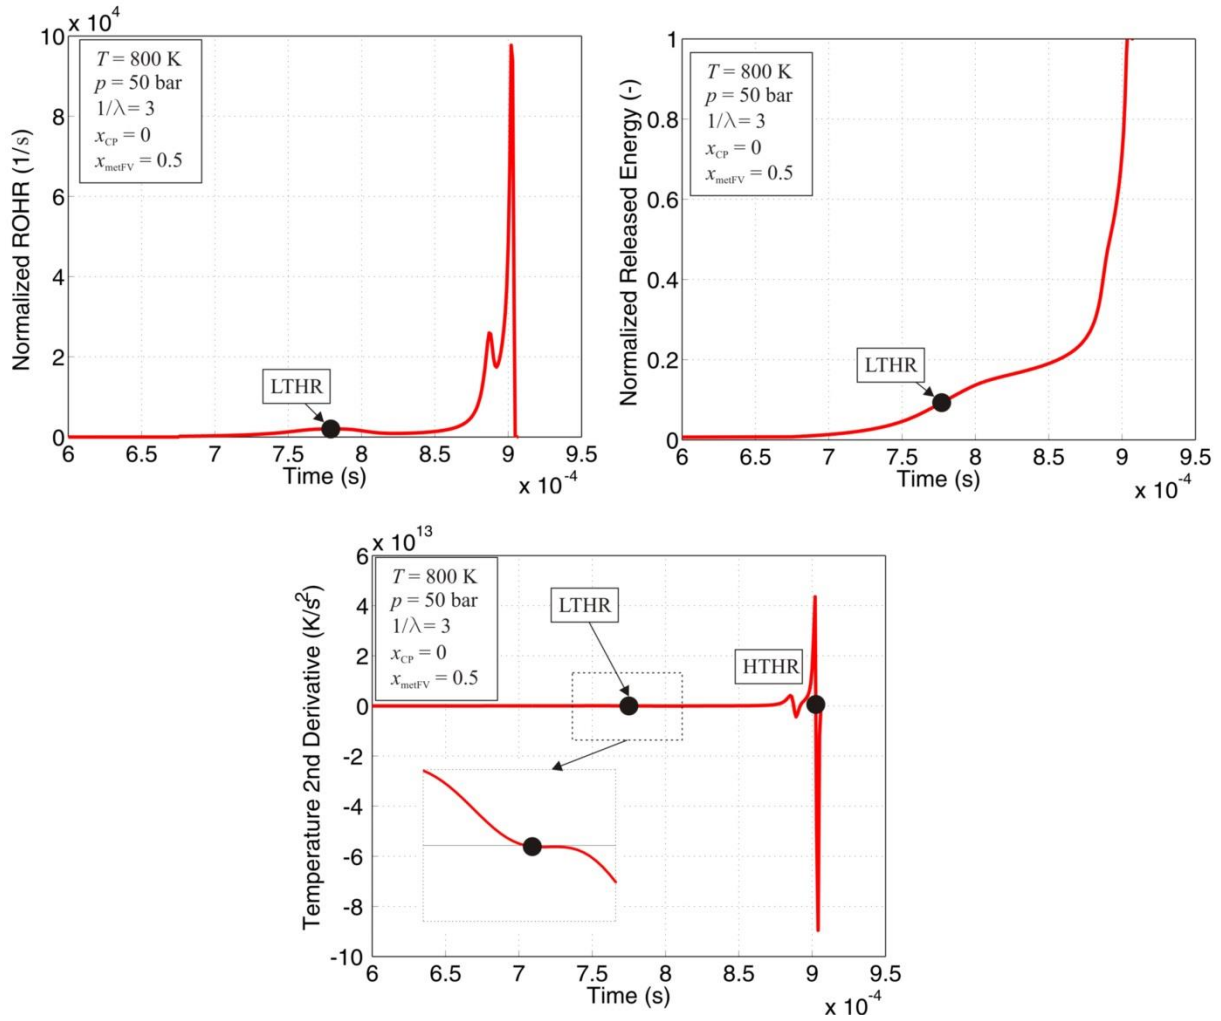 x 10⁴
10
8
6
4
2
0
Normalized ROHR (1/s)
T = 800 K
p = 50 bar
1/λ = 3
x_CP = 0
x_metFV = 0.5
LTHR
6 6.5 7 7.5 8 8.5 9 9.5
Time (s)
x 10⁻⁴
1
0.8
0.6
0.4
0.2
0
Normalized Released Energy (-)
T = 800 K
p = 50 bar
1/λ = 3
x_CP = 0
x_metFV = 0.5
LTHR
6 6.5 7 7.5 8 8.5 9 9.5
Time (s)
x 10⁻⁴
x 10¹³
6
4
2
0
-2
-4
-6
-8
-10
Temperature 2nd Derivative (K/s²)
T = 800 K
p = 50 bar
1/λ = 3
x_CP = 0
x_metFV = 0.5
LTHR
HTHR
6 6.5 7 7.5 8 8.5 9 9.5
Time (s)
x 10⁻⁴